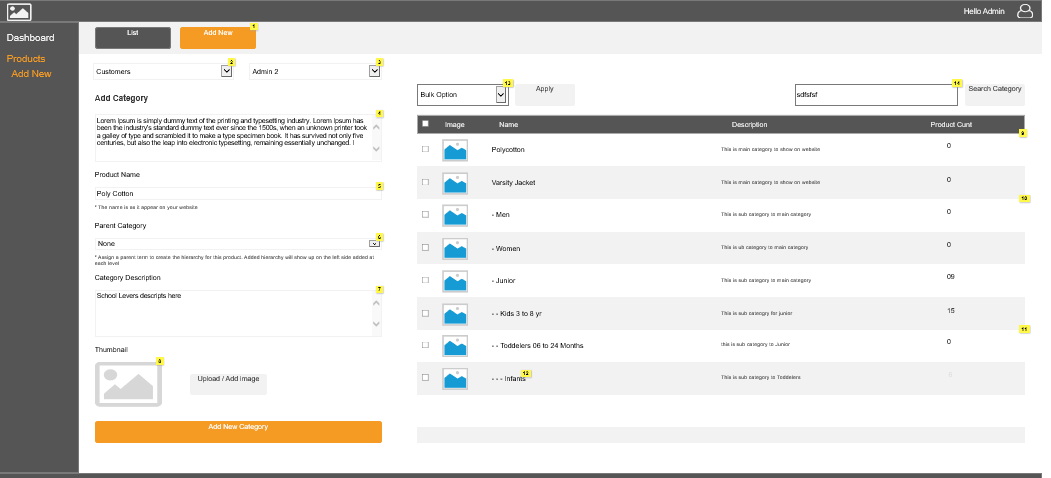 Hello Admin
Dashboard
Products
Add New
List
Add New
1
Customers
2
Admin 2
3
Add Category
4
Lorem Ipsum is simply dummy text of the printing and typesetting industry. Lorem Ipsum has
been the industry's standard dummy text ever since the 1500s, when an unknown printer took
a galley of type and scrambled it to make a type specimen book. It has survived not only five
centuries, but also the leap into electronic typesetting, remaining essentially unchanged. I
Product Name
5
Poly Cotton
* The name is as it appear on your website
Parent Category
6
None
* Assign a parent term to create the hierarchy for this product. Added hierarchy will show up on the left side added at
each level
Category Description
7
School Levers descripts here
Thumbnail
8
Upload / Add image
Add New Category
Bulk Option
13
Apply
sdfsfsf
14
Search Category
Image Name Description Product Cunt
9
Polycotton This is main category to show on website 0
Varsity Jacket This is main category to show on website 0
10
- Men This is sub category to main category 0
- Women This is ub category to main category 0
- Junior This is sub category to main category 09
- - Kids 3 to 8 yr This is sub cateogry for junior 15
11
- - Toddelers 06 to 24 Months this is sub category to Junior 0
- - - Infants 12 This is sub category to Toddelers 0